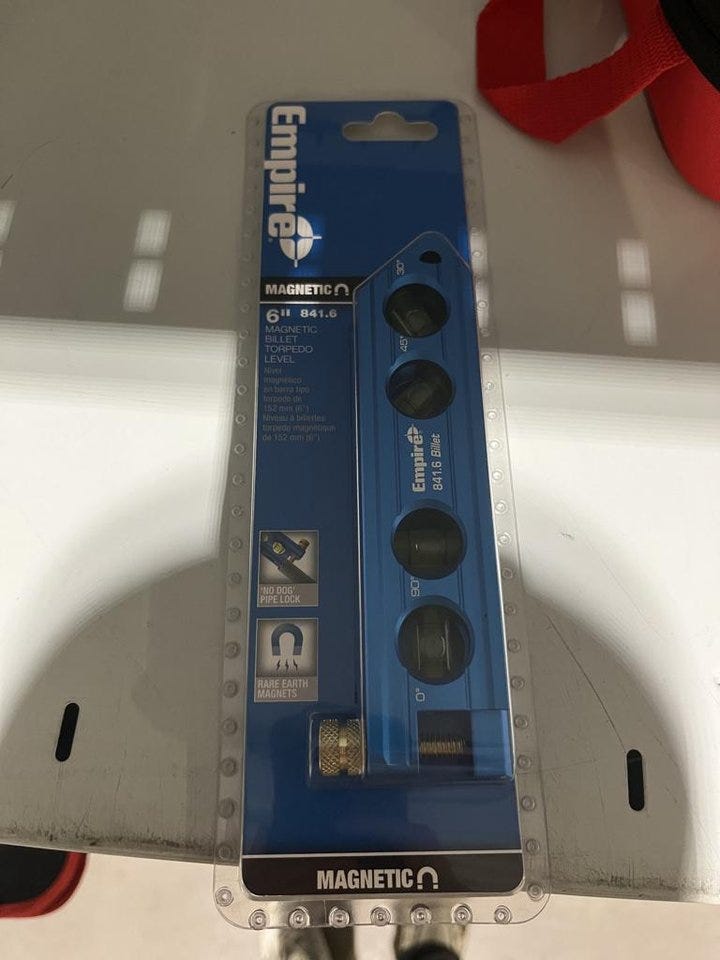 Empire
MAGNETIC
6" 841.6
MAGNETIC
BILLET
TORPEDO
LEVEL
Nivel
magnético
en barra tipo
torpedo de
152 mm (6")
Niveau à billettes
torpedo magnétique
de 152 mm (6")
30°
45°
Empire
841.6 Billet
90°
0°
'NO DOG'
PIPE LOCK
RARE EARTH
MAGNETS
MAGNETIC